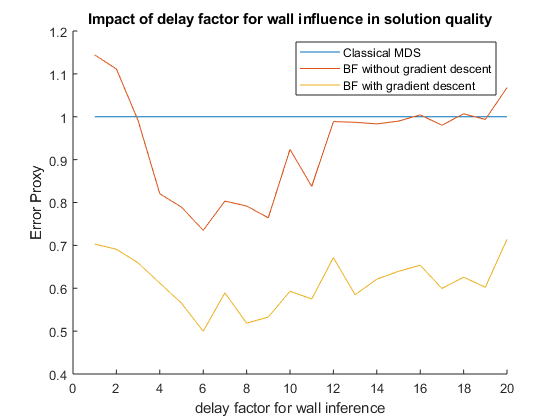 Impact of delay factor for wall influence in solution quality
Classical MDS
BF without gradient descent
BF with gradient descent
Error Proxy
1.2
1.1
1
0.9
0.8
0.7
0.6
0.5
0.4
0 2 4 6 8 10 12 14 16 18 20
delay factor for wall inference